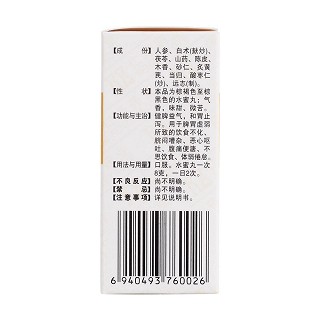 【成　　份】人参、白术(麸炒)、
茯苓、山药、陈皮、
木香、砂仁、炙黄
芪、当归、酸枣仁
(炒)、远志(制)。
【性　　状】本品为棕褐色至棕
黑色的水蜜丸；气
香，味甜、微苦。
【功能与主治】健脾益气，和胃止
泻。用于脾胃虚弱
所致的饮食不化、
脘闷嘈杂、恶心呕
吐、腹痛便溏、不
思饮食、体弱倦怠。
【用法与用量】口服。水蜜丸一次
8克，一日2次。
【不良反应】尚不明确。
【禁　　忌】尚不明确。
【注意事项】详见说明书。
6 940493 760026